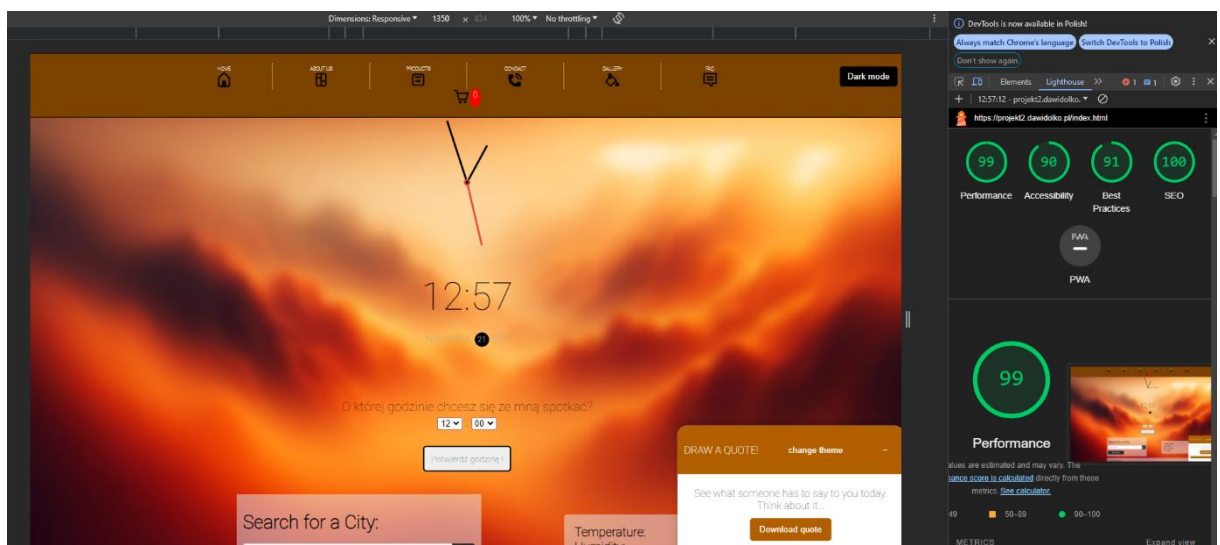 Dimensions: Responsive ▾ 1350 × 824 100% ▾ No throttling ▾
HOME ABOUT US PRODUCTS CONTACT GALLERY FAQ
Dark mode
0
12:57
21
O której godzinie chcesz się ze mną spotkać?
12 : 00
Potwierdź godzinę!
Search for a City:
Temperature:
DRAW A QUOTE! change theme −
See what someone has to say to you today.
Think about it...
Download quote
DevTools is now available in Polish!
Always match Chrome's language Switch DevTools to Polish
Don't show again
Elements Lighthouse 1 1
12:57:12 - projekt2.dawidolko.
https://projekt2.dawidolko.pl/index.html
99 90 91 100
Performance Accessibility Best Practices SEO
PWA
PWA
99
Performance
alues are estimated and may vary. The
mance score is calculated directly from these
metrics. See calculator.
49 50–89 90–100
METRICS Expand view